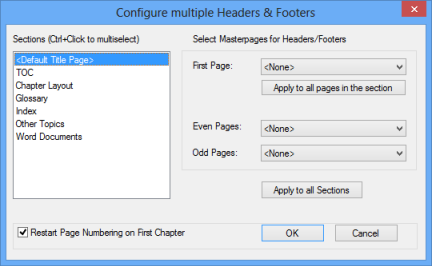 Configure multiple Headers & Footers
Sections (Ctrl+Click to multiselect)
<Default Title Page>
TOC
Chapter Layout
Glossary
Index
Other Topics
Word Documents
Select Masterpages for Headers/Footers
First Page: <None>
Apply to all pages in the section
Even Pages: <None>
Odd Pages: <None>
Apply to all Sections
Restart Page Numbering on First Chapter
OK Cancel